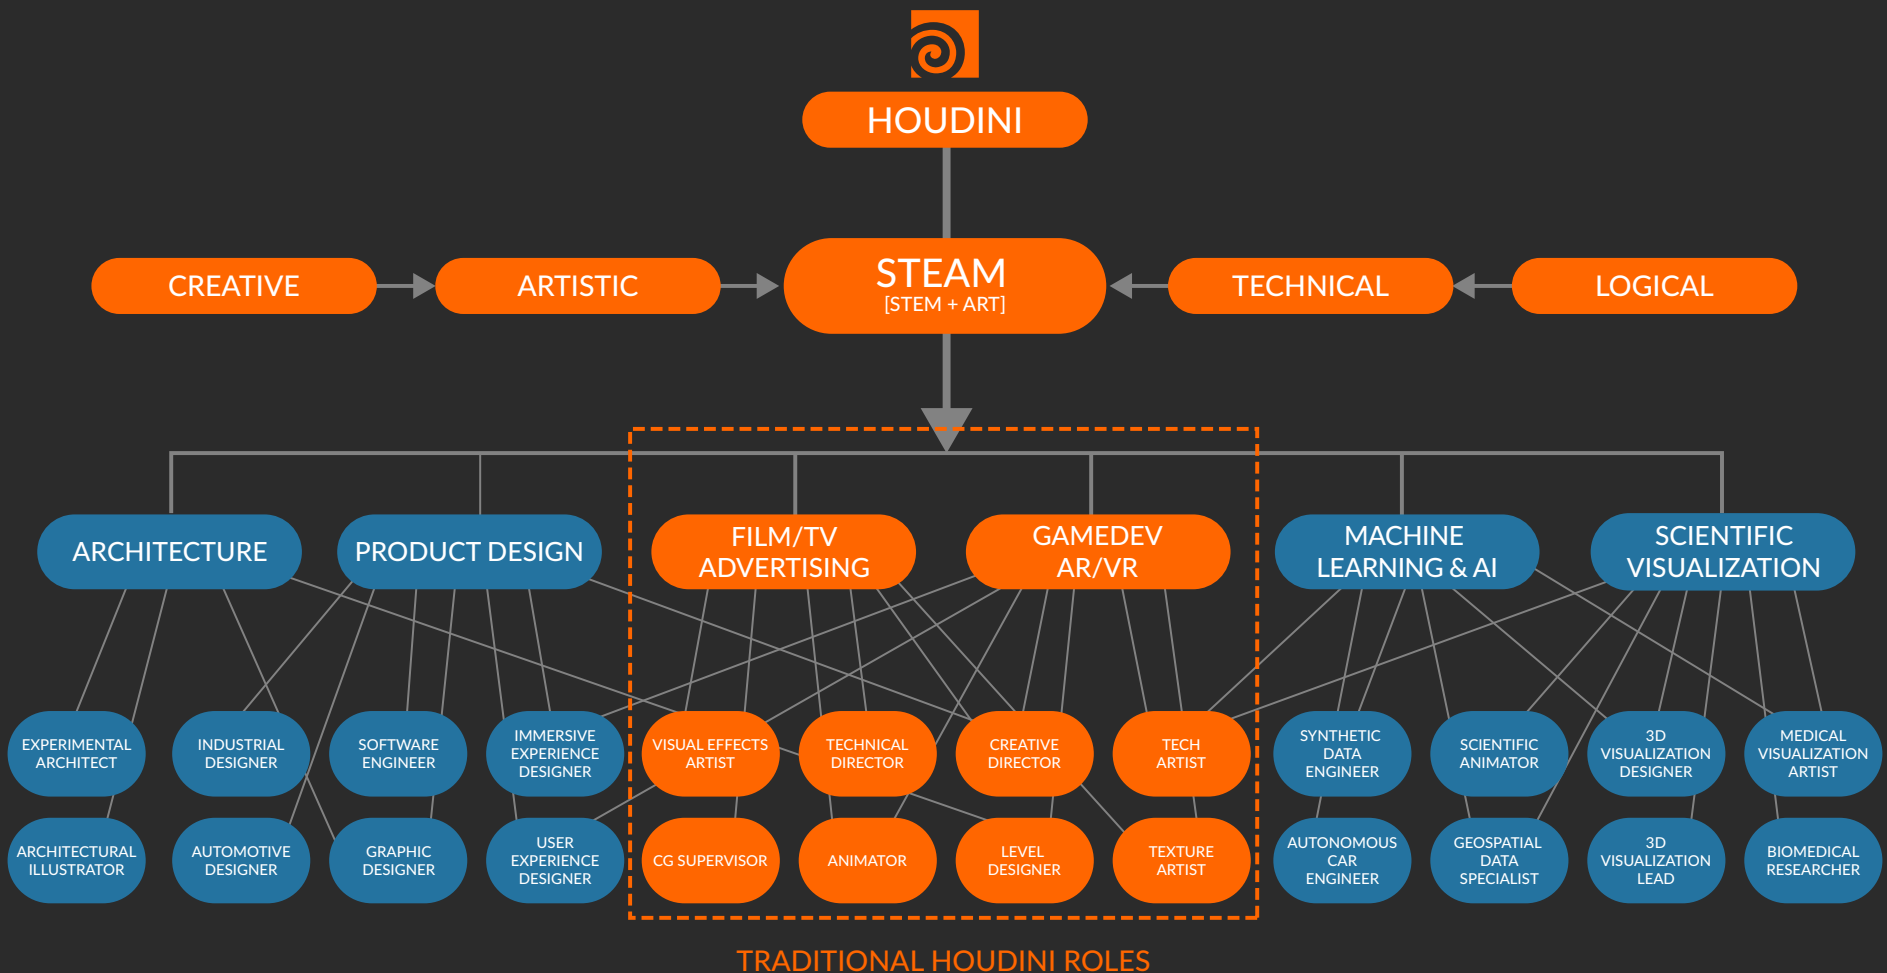 HOUDINI
CREATIVE
ARTISTIC
STEAM
[STEM + ART]
TECHNICAL
LOGICAL
ARCHITECTURE
PRODUCT DESIGN
FILM/TV
ADVERTISING
GAMEDEV
AR/VR
MACHINE
LEARNING & AI
SCIENTIFIC
VISUALIZATION
EXPERIMENTAL
ARCHITECT
INDUSTRIAL
DESIGNER
SOFTWARE
ENGINEER
IMMERSIVE
EXPERIENCE
DESIGNER
VISUAL EFFECTS
ARTIST
TECHNICAL
DIRECTOR
CREATIVE
DIRECTOR
TECH
ARTIST
SYNTHETIC
DATA
ENGINEER
SCIENTIFIC
ANIMATOR
3D
VISUALIZATION
DESIGNER
MEDICAL
VISUALIZATION
ARTIST
ARCHITECTURAL
ILLUSTRATOR
AUTOMOTIVE
DESIGNER
GRAPHIC
DESIGNER
USER
EXPERIENCE
DESIGNER
CG SUPERVISOR
ANIMATOR
LEVEL
DESIGNER
TEXTURE
ARTIST
AUTONOMOUS
CAR
ENGINEER
GEOSPATIAL
DATA
SPECIALIST
3D
VISUALIZATION
LEAD
BIOMEDICAL
RESEARCHER
TRADITIONAL HOUDINI ROLES